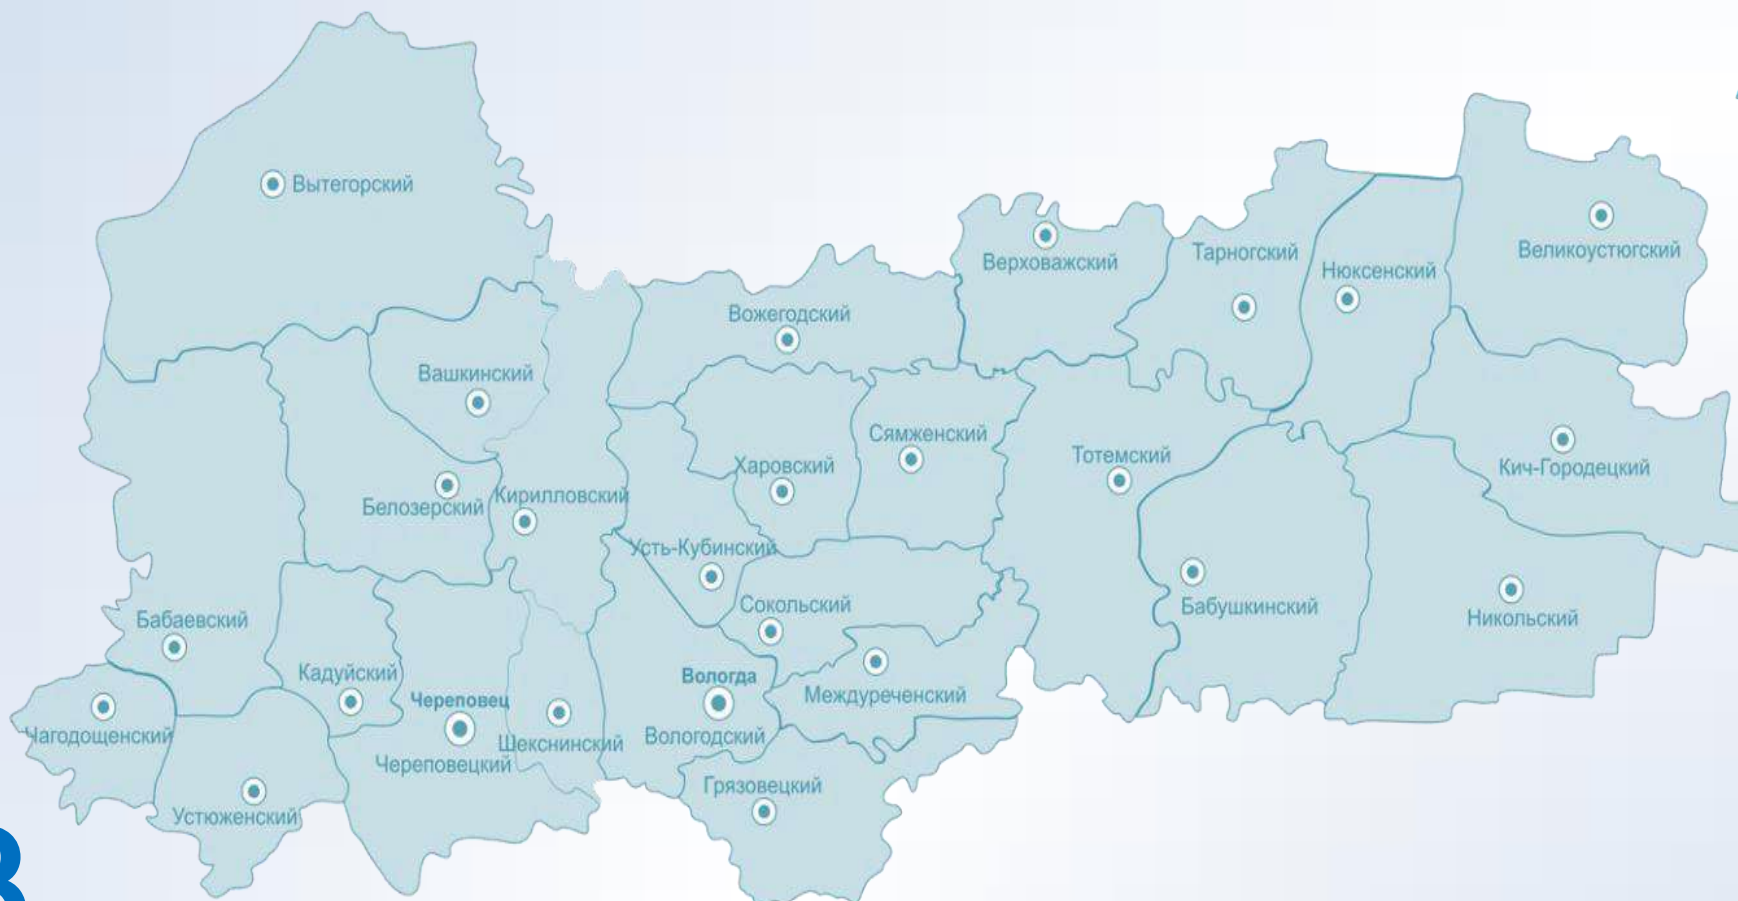 Вытегорский
Великоустюгский
Верховажский
Тарногский
Нюксенский
Вожегодский
Вашкинский
Сямженский
Харовский
Тотемский
Кич-Городецкий
Белозерский
Кирилловский
Усть-Кубинский
Сокольский
Бабушкинский
Никольский
Бабаевский
Кадуйский
Череповец
Вологда
Междуреченский
Чагодощенский
Череповецкий
Шекснинский
Вологодский
Грязовецкий
Устюженский